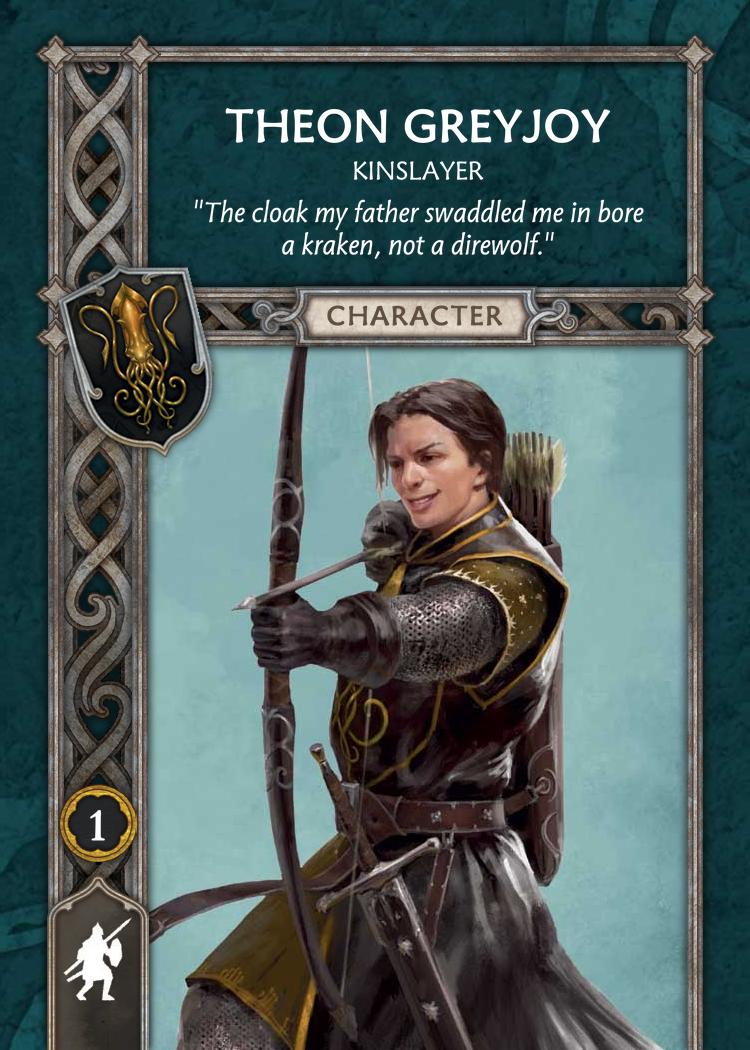 THEON GREYJOY
KINSLAYER
"The cloak my father swaddled me in bore
a kraken, not a direwolf."
CHARACTER
1